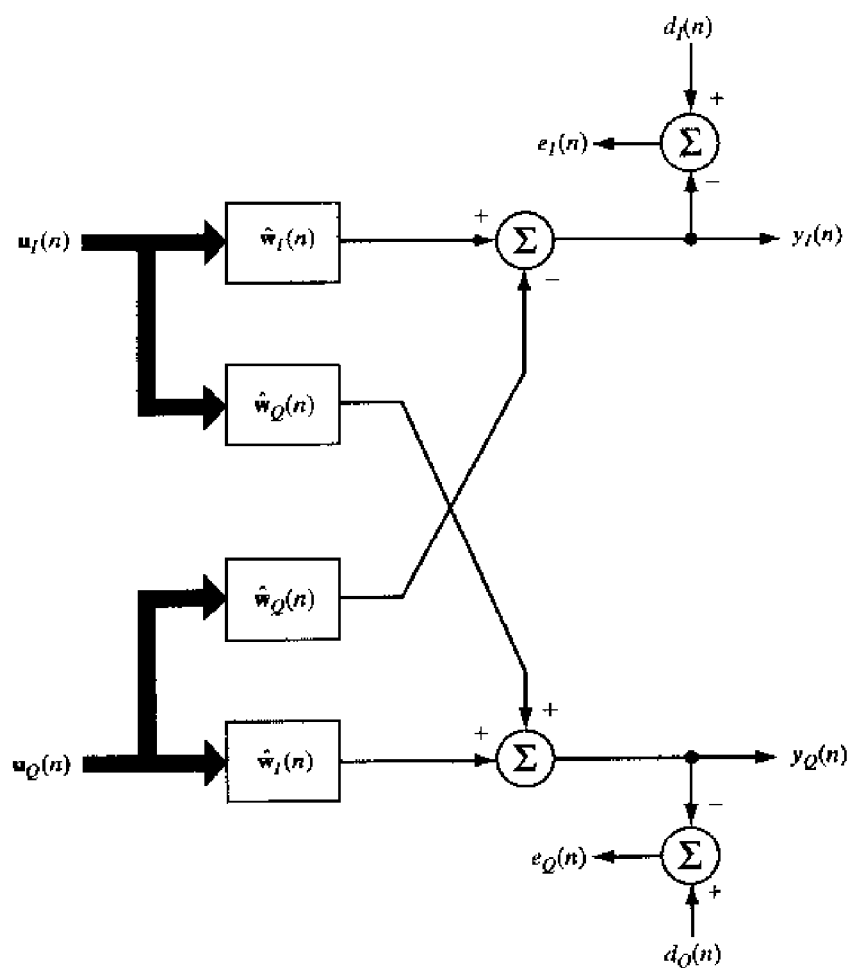 d_I(n)
+
e_I(n) Σ
−
u_I(n) ŵ_I(n) + Σ y_I(n)
−
ŵ_Q(n)
ŵ_Q(n)
+
u_Q(n) ŵ_I(n) + Σ y_Q(n)
−
e_Q(n) Σ
+
d_Q(n)